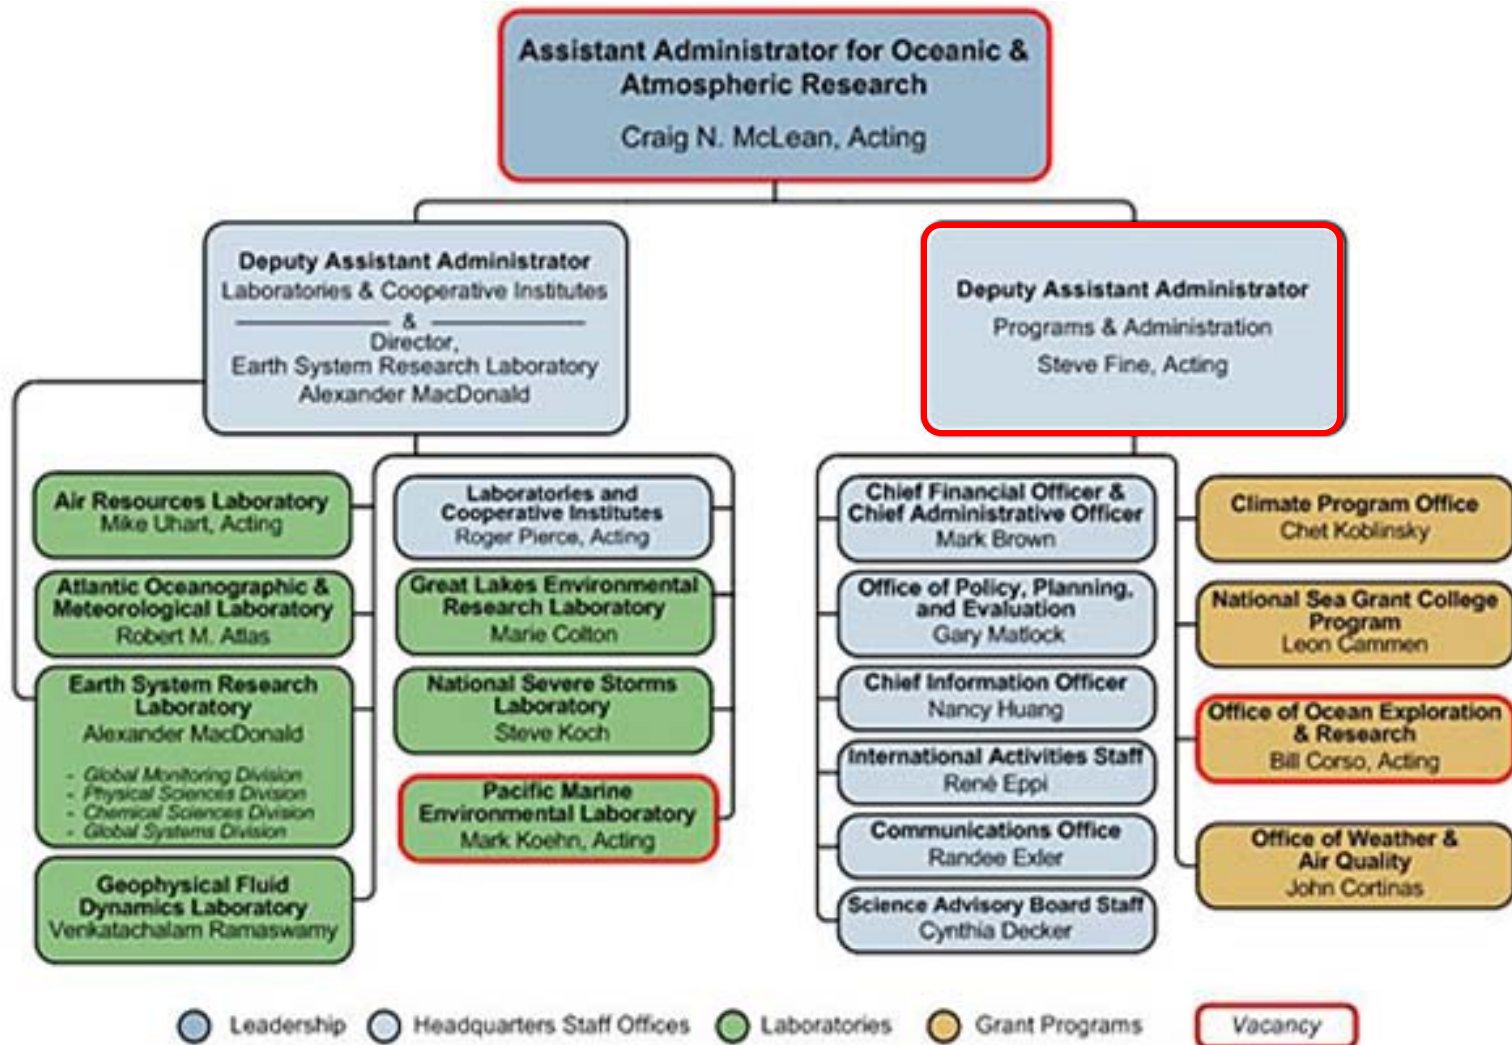 Assistant Administrator for Oceanic &
Atmospheric Research
Craig N. McLean, Acting
Deputy Assistant Administrator
Laboratories & Cooperative Institutes
&
Director,
Earth System Research Laboratory
Alexander MacDonald
Deputy Assistant Administrator
Programs & Administration
Steve Fine, Acting
Air Resources Laboratory
Mike Uhart, Acting
Atlantic Oceanographic &
Meteorological Laboratory
Robert M. Atlas
Earth System Research
Laboratory
Alexander MacDonald
- Global Monitoring Division
- Physical Sciences Division
- Chemical Sciences Division
- Global Systems Division
Geophysical Fluid
Dynamics Laboratory
Venkatachalam Ramaswamy
Laboratories and
Cooperative Institutes
Roger Pierce, Acting
Great Lakes Environmental
Research Laboratory
Marie Colton
National Severe Storms
Laboratory
Steve Koch
Pacific Marine
Environmental Laboratory
Mark Koehn, Acting
Chief Financial Officer &
Chief Administrative Officer
Mark Brown
Office of Policy, Planning,
and Evaluation
Gary Matlock
Chief Information Officer
Nancy Huang
International Activities Staff
René Eppi
Communications Office
Randee Exler
Science Advisory Board Staff
Cynthia Decker
Climate Program Office
Chet Koblinsky
National Sea Grant College
Program
Leon Cammen
Office of Ocean Exploration
& Research
Bill Corso, Acting
Office of Weather &
Air Quality
John Cortinas
Leadership
Headquarters Staff Offices
Laboratories
Grant Programs
Vacancy